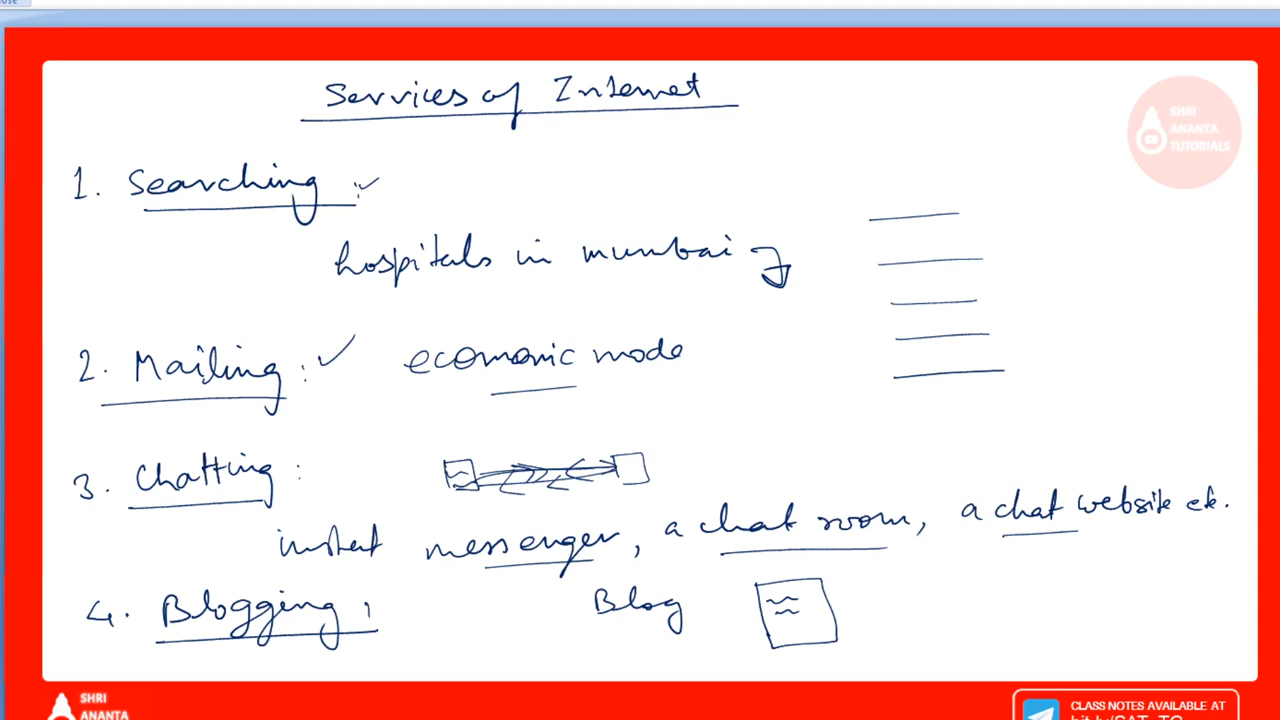 Services of Internet
SHRI
ANANTA
TUTORIALS
1. Searching :
hospitals in mumbai
2. Mailing : economic mode
3. Chatting :
instant messenger, a chat room, a chat website etc.
4. Blogging : Blog
SHRI
ANANTA
CLASS NOTES AVAILABLE AT